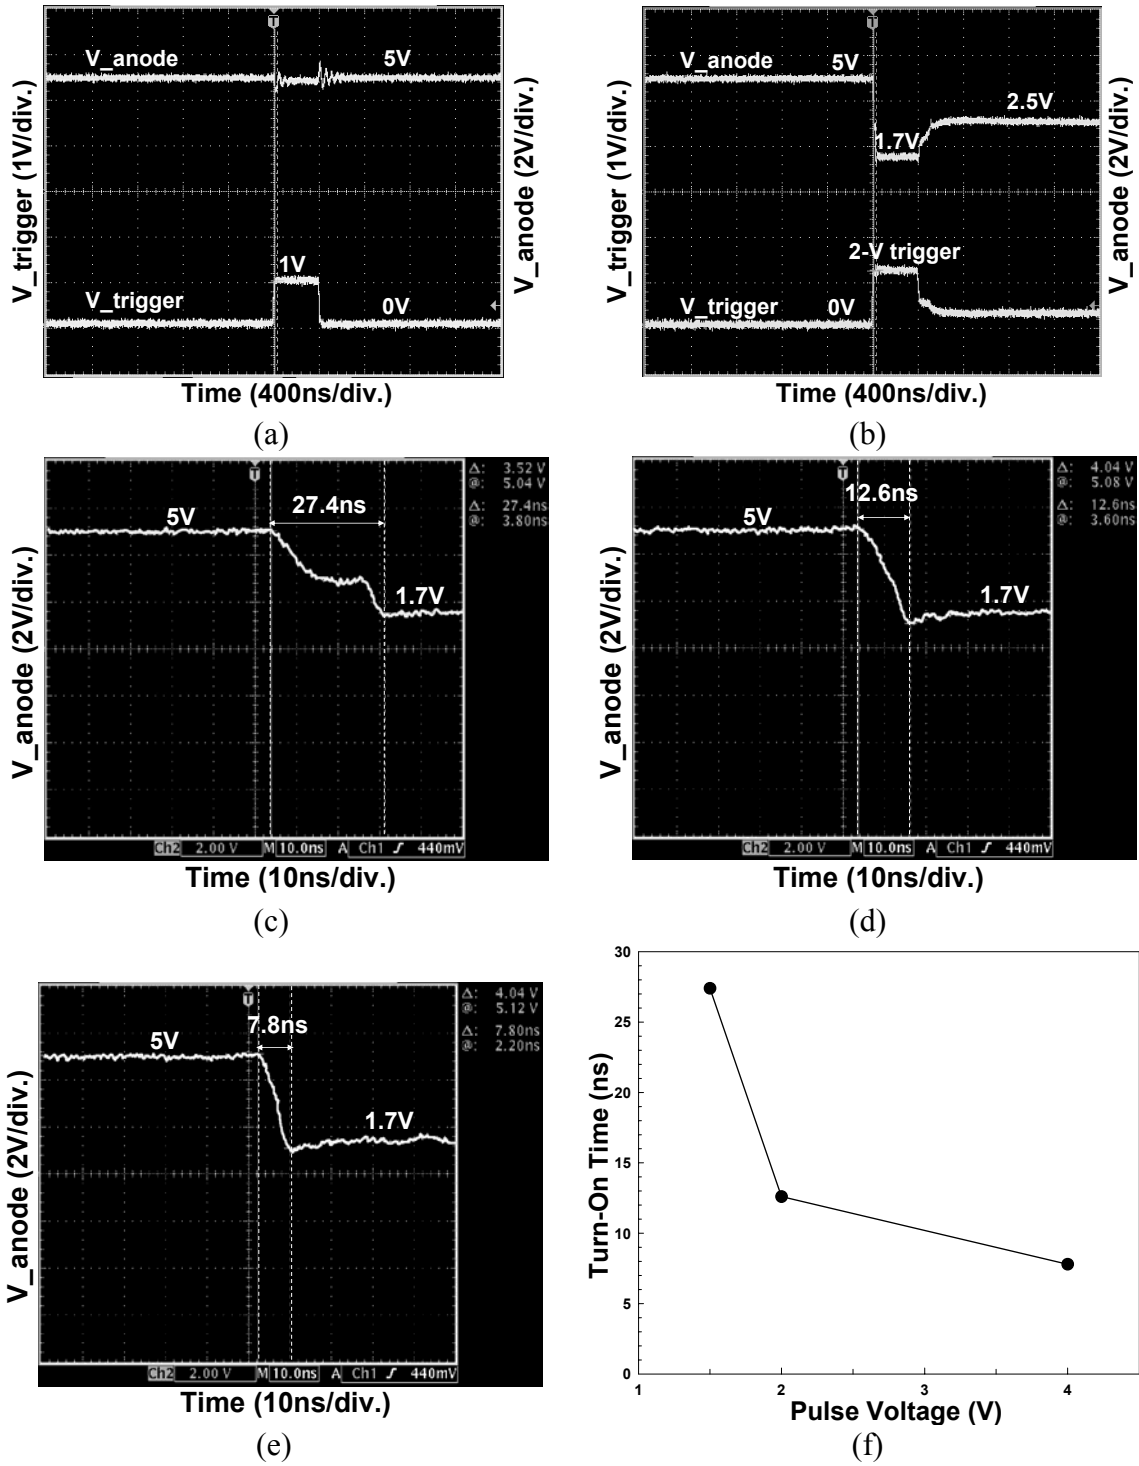 V_trigger (1V/div.)
T
V_anode
5V
1V
V_trigger
0V
V_anode (2V/div.)
Time (400ns/div.)
(a)
V_trigger (1V/div.)
T
V_anode
5V
2.5V
1.7V
2-V trigger
V_trigger
0V
V_anode (2V/div.)
Time (400ns/div.)
(b)
V_anode (2V/div.)
T
27.4ns
5V
1.7V
Δ: 3.52 V
@: 5.04 V
Δ: 27.4ns
@: 3.80ns
Ch2 2.00 V M 10.0ns A Ch1 ʃ 440mV
Time (10ns/div.)
(c)
V_anode (2V/div.)
T
12.6ns
5V
1.7V
Δ: 4.04 V
@: 5.08 V
Δ: 12.6ns
@: 3.60ns
Ch2 2.00 V M 10.0ns A Ch1 ʃ 440mV
Time (10ns/div.)
(d)
V_anode (2V/div.)
T
7.8ns
5V
1.7V
Δ: 4.04 V
@: 5.12 V
Δ: 7.80ns
@: 2.20ns
Ch2 2.00 V M 10.0ns A Ch1 ʃ 440mV
Time (10ns/div.)
(e)
Turn-On Time (ns)
30
25
20
15
10
5
0
1 2 3 4
Pulse Voltage (V)
(f)